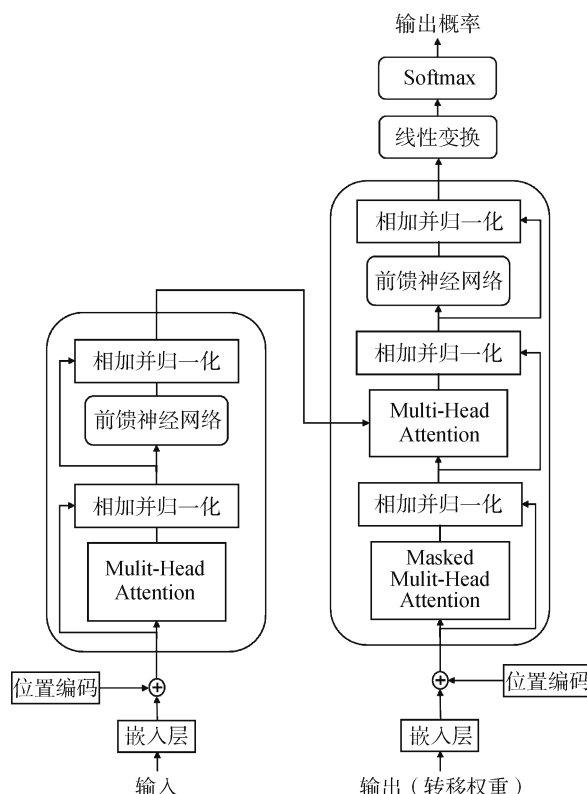 输出概率
Softmax
线性变换
相加并归一化
前馈神经网络
相加并归一化
Multi-Head
Attention
相加并归一化
Masked
Mulit-Head
Attention
位置编码
嵌入层
输出（转移权重）
相加并归一化
前馈神经网络
相加并归一化
Mulit-Head
Attention
位置编码
嵌入层
输入